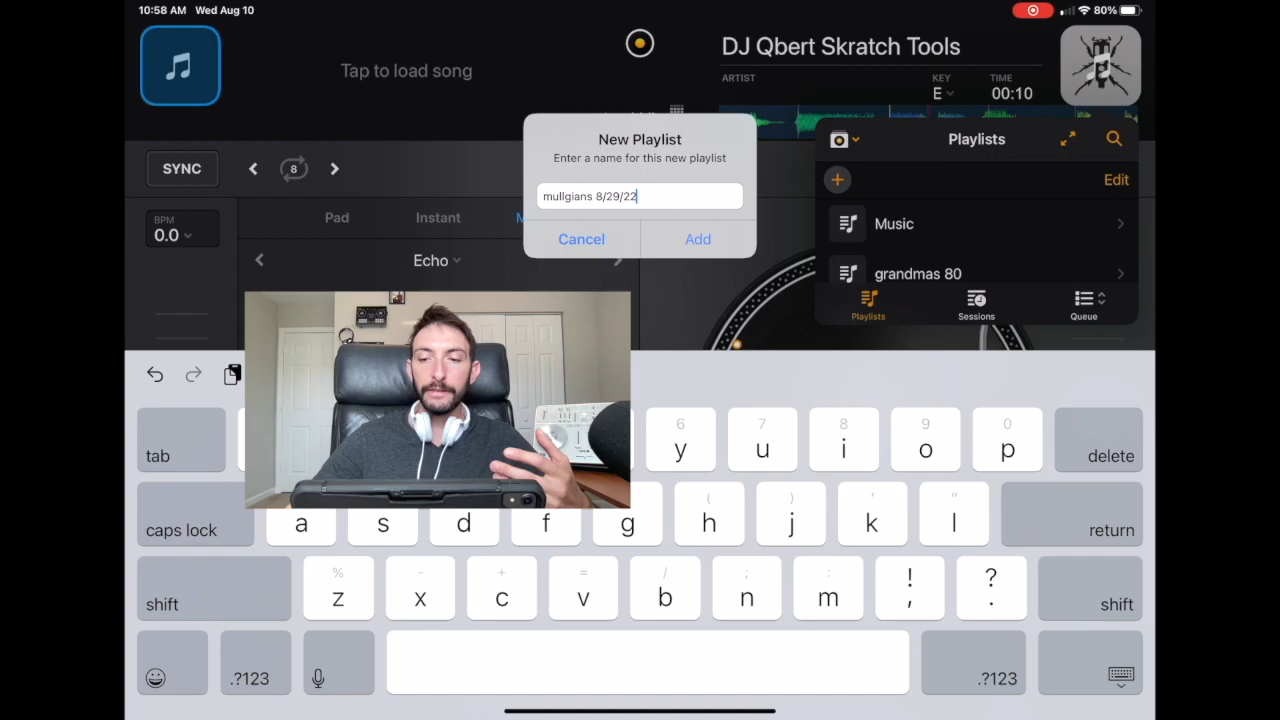 10:58 AM Wed Aug 10
80%
Tap to load song
DJ Qbert Skratch Tools
ARTIST
KEY
TIME
E
00:10
New Playlist
Enter a name for this new playlist
mullgians 8/29/22
Cancel
Add
Playlists
Edit
Music
grandmas 80
Playlists
Sessions
Queue
SYNC
8
BPM
0.0
Pad
Instant
Echo
tab
6 7 8 9 0
y u i o p
delete
caps lock
( ) ' "
a s d f g h j k l
return
shift
% - + = / ; : ! ?
z x c v b n m , .
shift
.?123
.?123